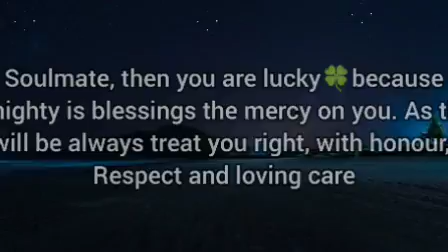 Soulmate, then you are lucky🍀because
mighty is blessings the mercy on you. As t
will be always treat you right, with honour,
Respect and loving care